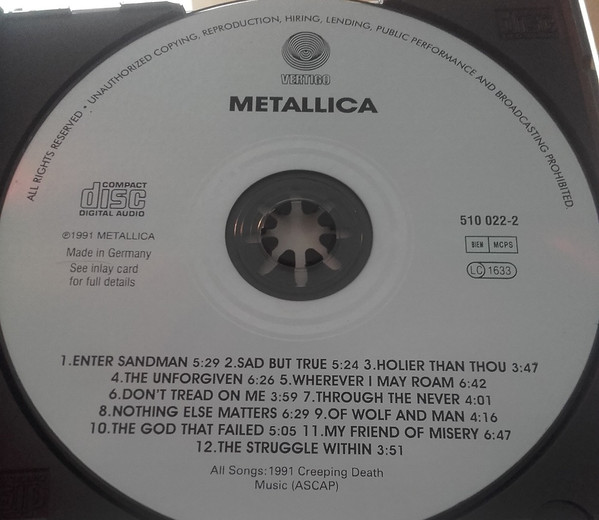 ALL RIGHTS RESERVED • UNAUTHORIZED COPYING, REPRODUCTION, HIRING, LENDING, PUBLIC PERFORMANCE AND BROADCASTING PROHIBITED.
VERTIGO
METALLICA
COMPACT
disc
DIGITAL AUDIO
510 022-2
℗1991 METALLICA
BIEM MCPS
Made in Germany
LC 1633
See inlay card
for full details
1.ENTER SANDMAN 5:29 2.SAD BUT TRUE 5:24 3.HOLIER THAN THOU 3:47
4.THE UNFORGIVEN 6:26 5.WHEREVER I MAY ROAM 6:42
6.DON'T TREAD ON ME 3:59 7.THROUGH THE NEVER 4:01
8.NOTHING ELSE MATTERS 6:29 9.OF WOLF AND MAN 4:16
10.THE GOD THAT FAILED 5:05 11.MY FRIEND OF MISERY 6:47
12.THE STRUGGLE WITHIN 3:51
All Songs:1991 Creeping Death
Music (ASCAP)